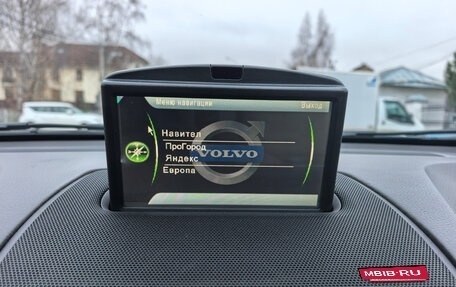 Меню навигации Выход
Навител
ПроГород
Яндекс
Европа
VOLVO
MBIB.RU